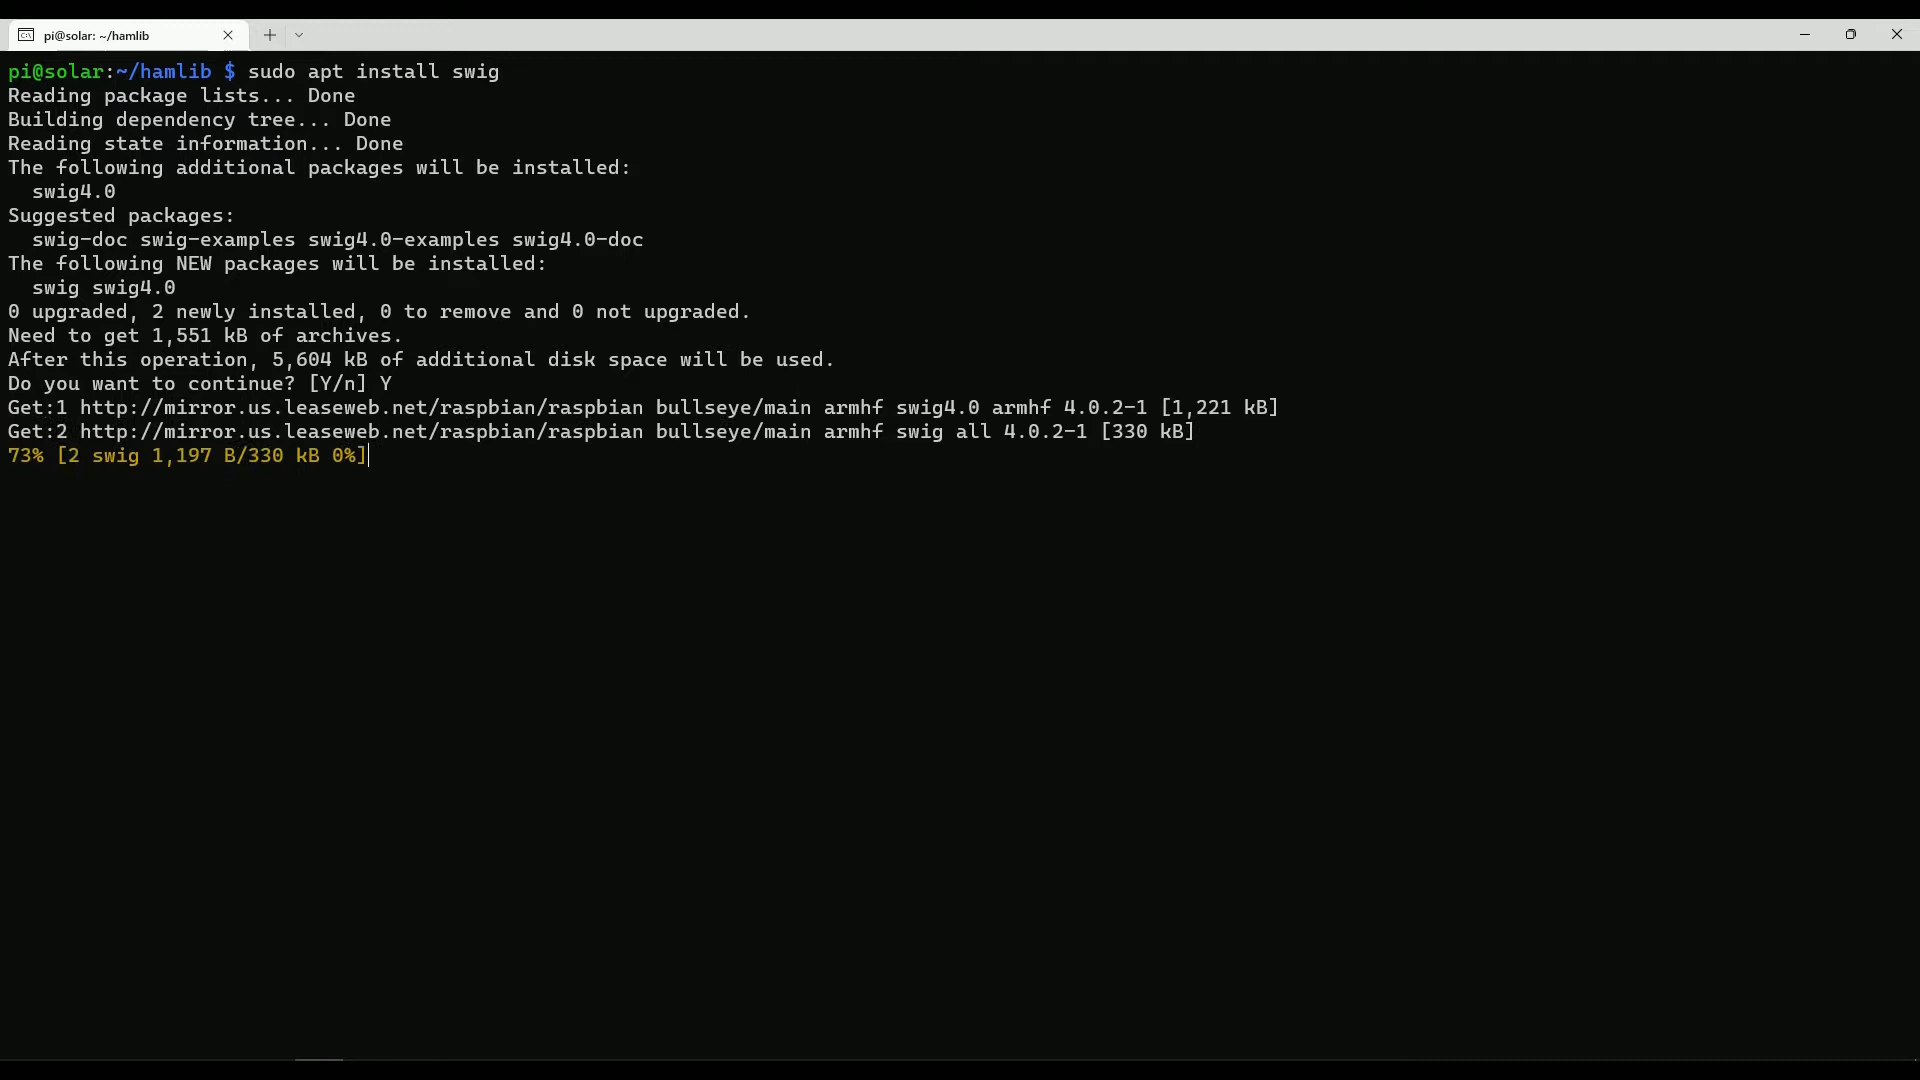 pi@solar: ~/hamlib
pi@solar:~/hamlib $ sudo apt install swig
Reading package lists... Done
Building dependency tree... Done
Reading state information... Done
The following additional packages will be installed:
  swig4.0
Suggested packages:
  swig-doc swig-examples swig4.0-examples swig4.0-doc
The following NEW packages will be installed:
  swig swig4.0
0 upgraded, 2 newly installed, 0 to remove and 0 not upgraded.
Need to get 1,551 kB of archives.
After this operation, 5,604 kB of additional disk space will be used.
Do you want to continue? [Y/n] Y
Get:1 http://mirror.us.leaseweb.net/raspbian/raspbian bullseye/main armhf swig4.0 armhf 4.0.2-1 [1,221 kB]
Get:2 http://mirror.us.leaseweb.net/raspbian/raspbian bullseye/main armhf swig all 4.0.2-1 [330 kB]
73% [2 swig 1,197 B/330 kB 0%]